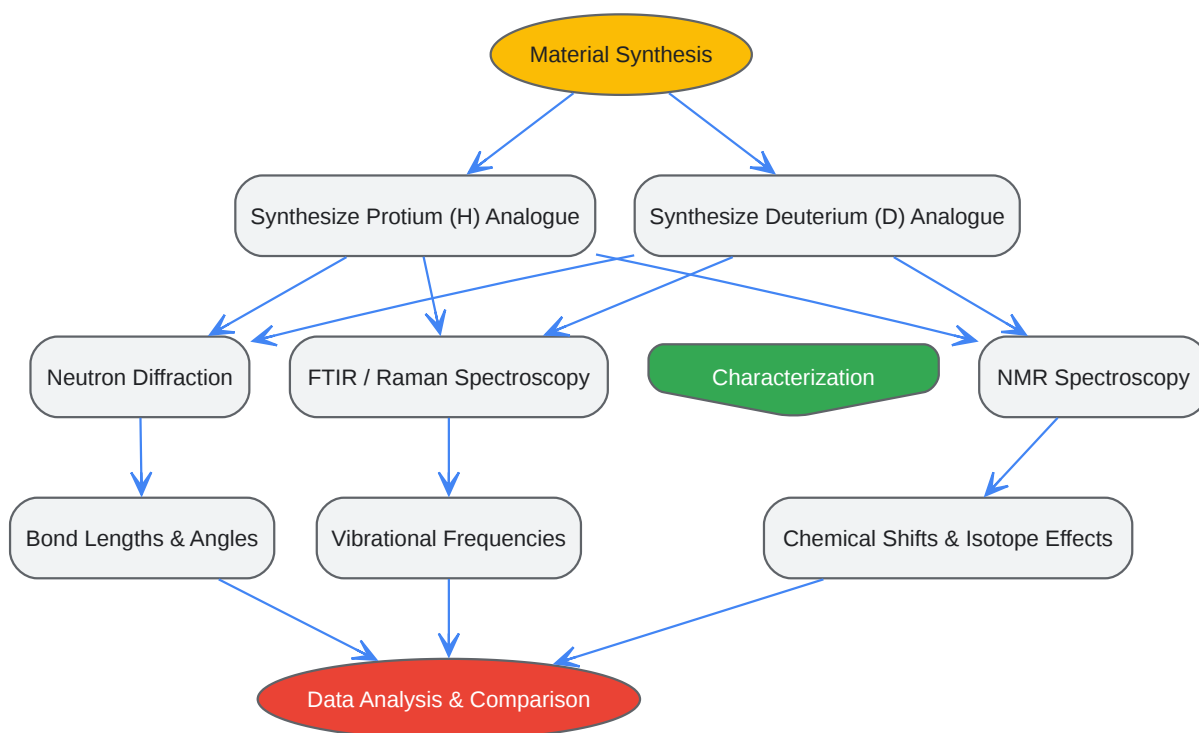 Material Synthesis
Synthesize Protium (H) Analogue
Synthesize Deuterium (D) Analogue
Neutron Diffraction
FTIR / Raman Spectroscopy
Characterization
NMR Spectroscopy
Bond Lengths & Angles
Vibrational Frequencies
Chemical Shifts & Isotope Effects
Data Analysis & Comparison